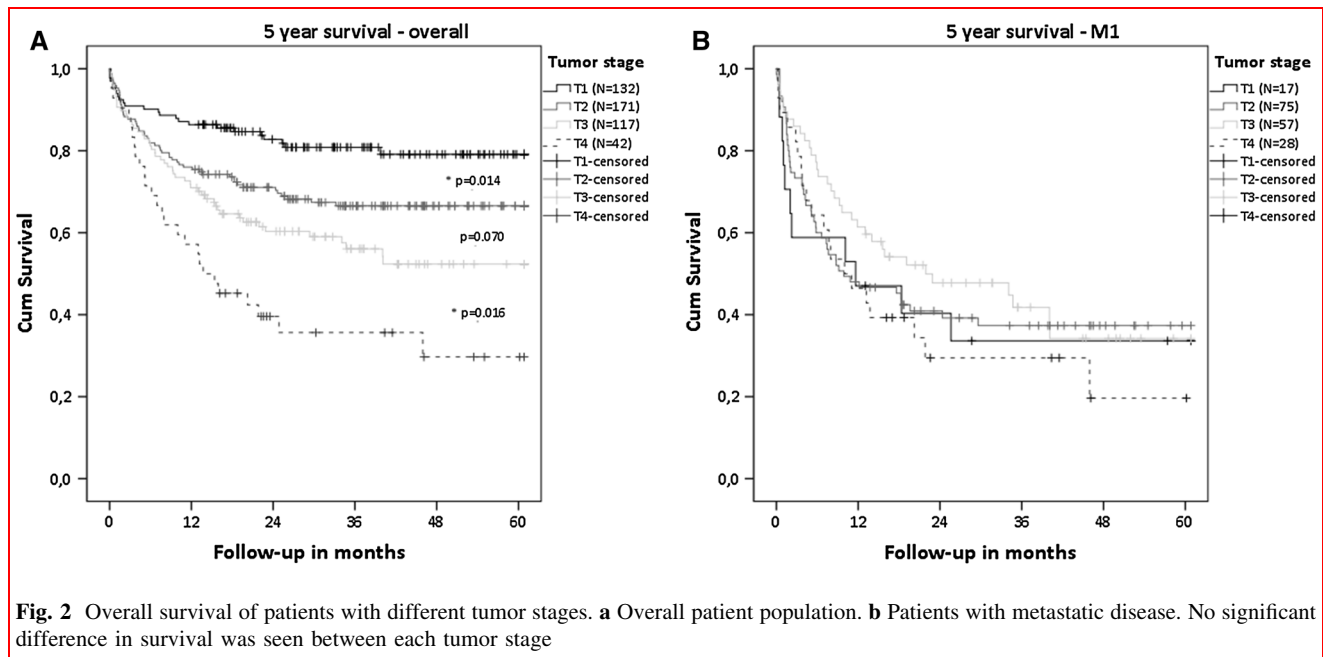 A
5 year survival - overall
Cum Survival
1,0
0,8
0,6
0,4
0,2
0,0
0
12
24
36
48
60
Follow-up in months
* p=0.014
p=0.070
* p=0.016
Tumor stage
T1 (N=132)
T2 (N=171)
T3 (N=117)
T4 (N=42)
T1-censored
T2-censored
T3-censored
T4-censored
B
5 year survival - M1
Cum Survival
1,0
0,8
0,6
0,4
0,2
0,0
0
12
24
36
48
60
Follow-up in months
Tumor stage
T1 (N=17)
T2 (N=75)
T3 (N=57)
T4 (N=28)
T1-censored
T2-censored
T3-censored
T4-censored
Fig. 2 Overall survival of patients with different tumor stages. a Overall patient population. b Patients with metastatic disease. No significant
difference in survival was seen between each tumor stage